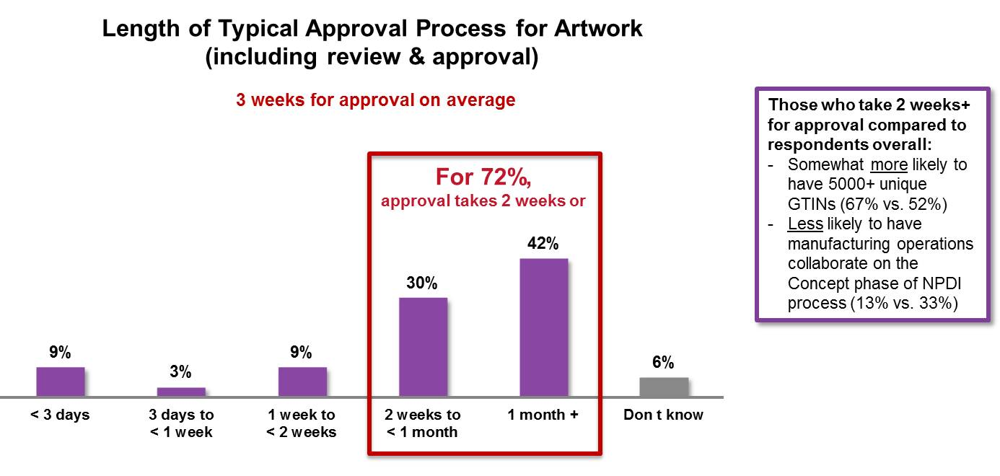 Length of Typical Approval Process for Artwork
(including review & approval)
3 weeks for approval on average
For 72%,
approval takes 2 weeks or
9%
3%
9%
30%
42%
6%
< 3 days
3 days to
< 1 week
1 week to
< 2 weeks
2 weeks to
< 1 month
1 month +
Don t know
Those who take 2 weeks+
for approval compared to
respondents overall:
- Somewhat more likely to
have 5000+ unique
GTINs (67% vs. 52%)
- Less likely to have
manufacturing operations
collaborate on the
Concept phase of NPDI
process (13% vs. 33%)